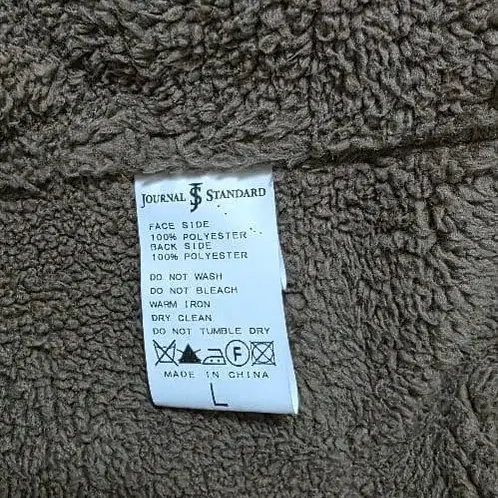 JOURNAL JS STANDARD
FACE SIDE
100% POLYESTER
BACK SIDE
100% POLYESTER
DO NOT WASH
DO NOT BLEACH
WARM IRON
DRY CLEAN
DO NOT TUMBLE DRY
F
MADE IN CHINA
L